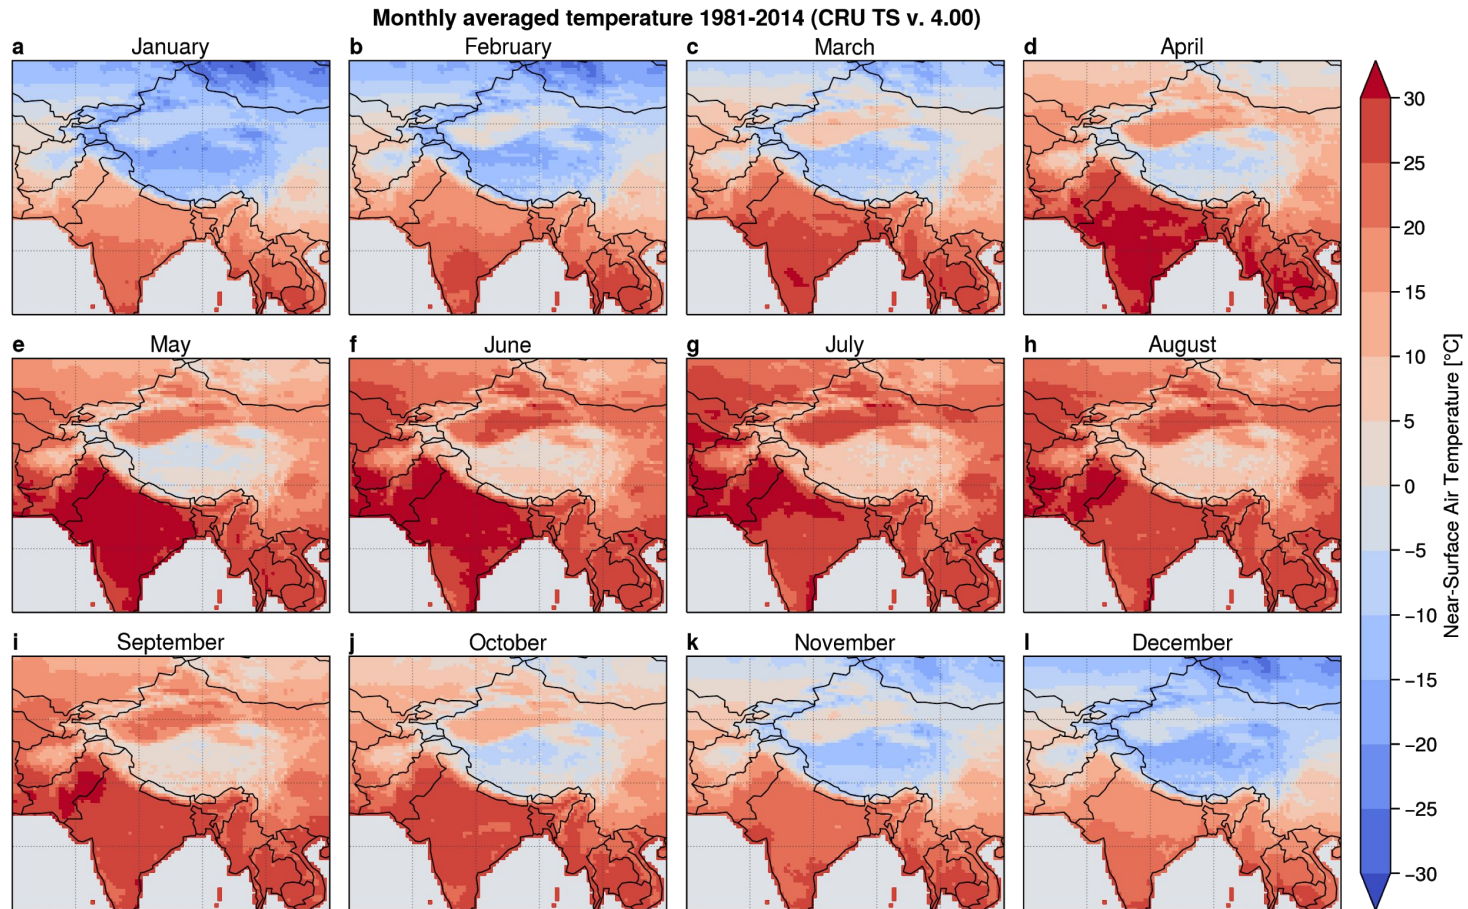 Monthly averaged temperature 1981-2014 (CRU TS v. 4.00)
a January
b February
c March
d April
e May
f June
g July
h August
i September
j October
k November
l December
30
25
20
15
10
5
0
−5
−10
−15
−20
−25
−30
Near-Surface Air Temperature [°C]